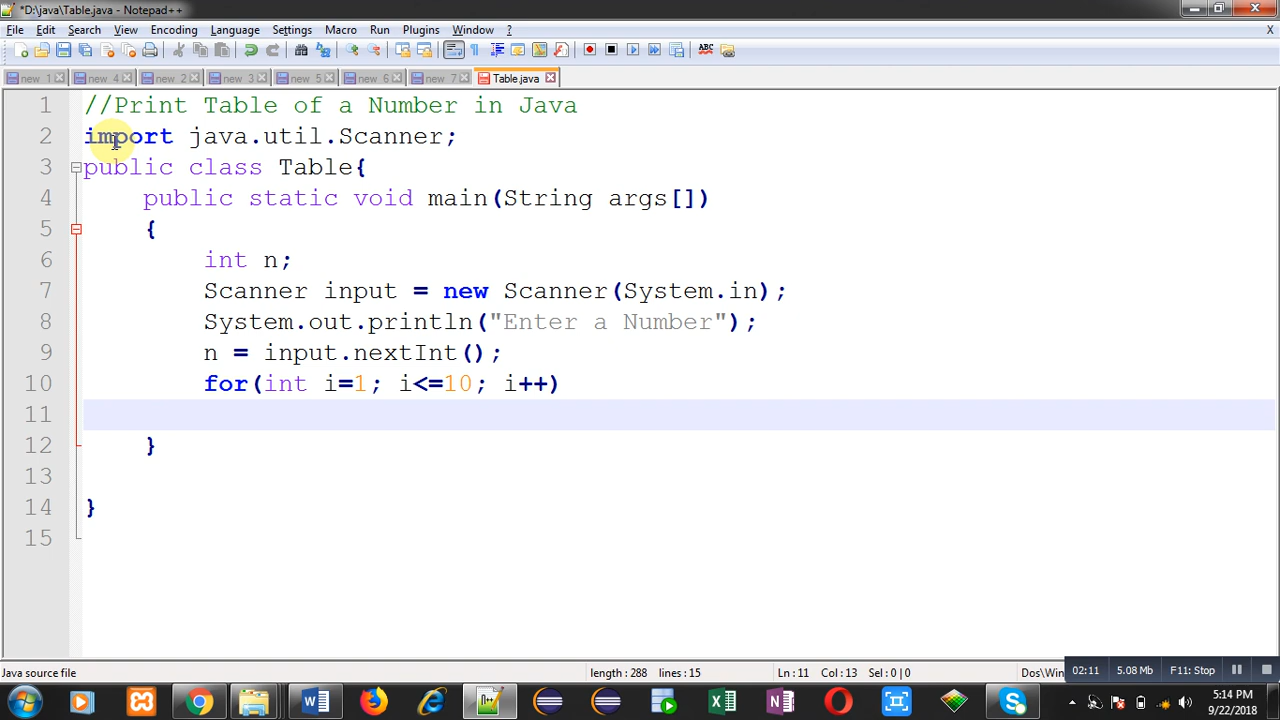 *D:\java\Table.java - Notepad++
File Edit Search View Encoding Language Settings Macro Run Plugins Window ? X
new 1 new 4 new 2 new 3 new 5 new 6 new 7 Table.java
1 //Print Table of a Number in Java
2 import java.util.Scanner;
3 public class Table{
4 public static void main(String args[])
5 {
6 int n;
7 Scanner input = new Scanner(System.in);
8 System.out.println("Enter a Number");
9 n = input.nextInt();
10 for(int i=1; i<=10; i++)
11
12 }
13
14 }
15
Java source file length : 288 lines : 15 Ln : 11 Col : 13 Sel : 0 | 0 Dos\Win 02:11 5.08 Mb F11: Stop
5:14 PM
9/22/2018